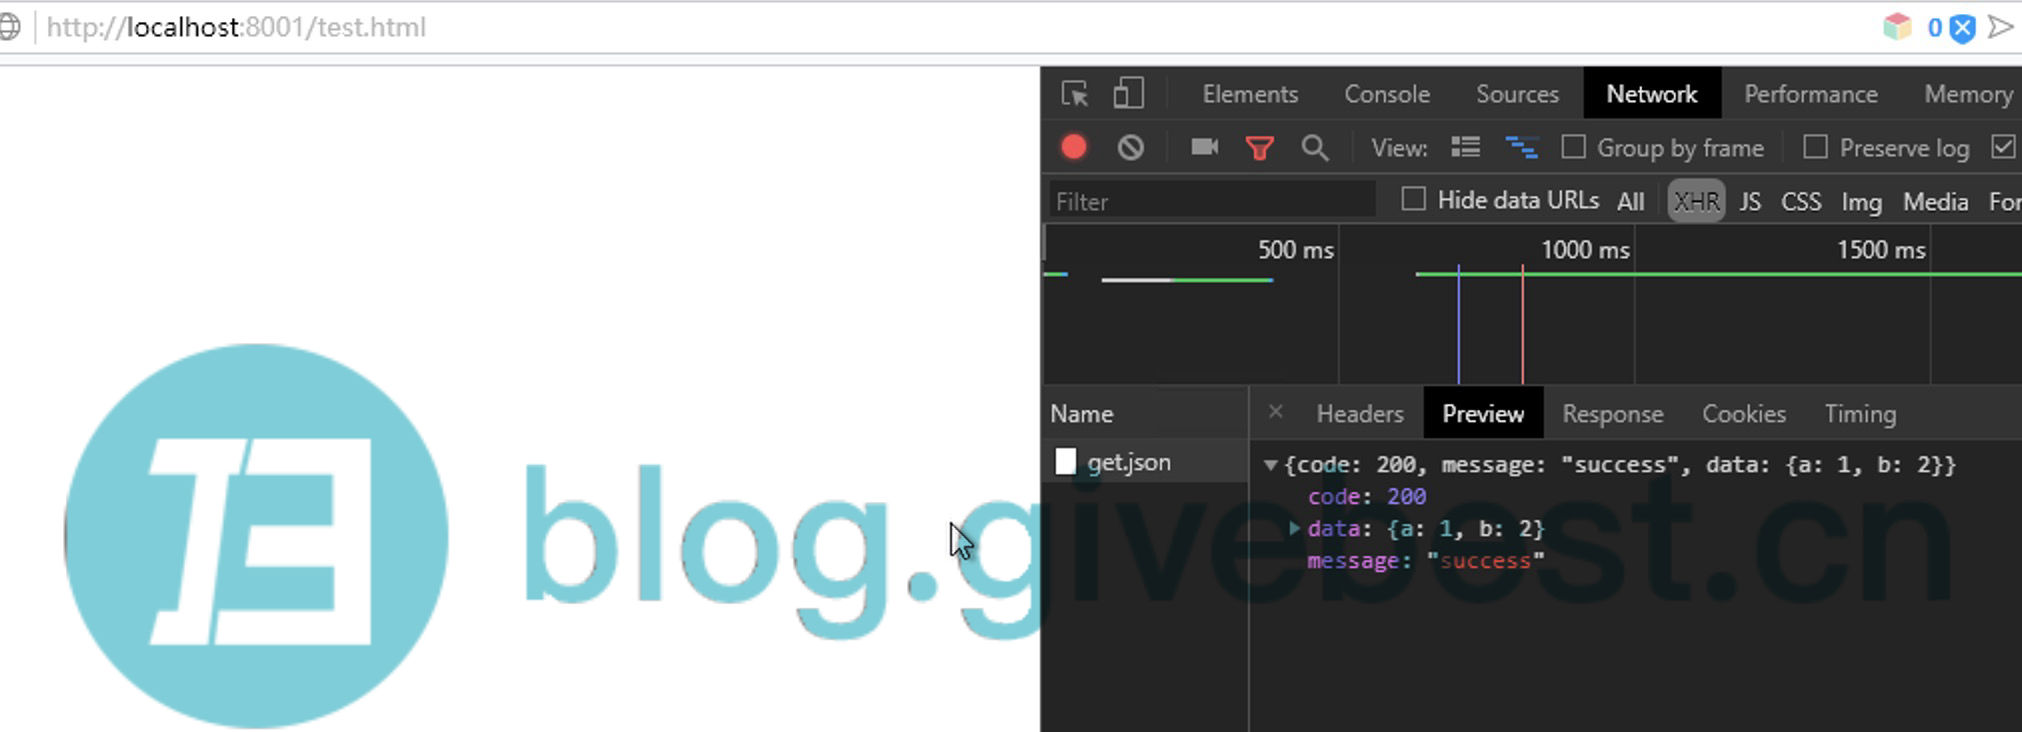 http://localhost:8001/test.html
0
Elements Console Sources Network Performance Memory
View: Group by frame Preserve log
Filter Hide data URLs All XHR JS CSS Img Media
500 ms 1000 ms 1500 ms
Name × Headers Preview Response Cookies Timing
get.json
{code: 200, message: "success", data: {a: 1, b: 2}}
code: 200
data: {a: 1, b: 2}
message: "success"
blog.givebest.cn